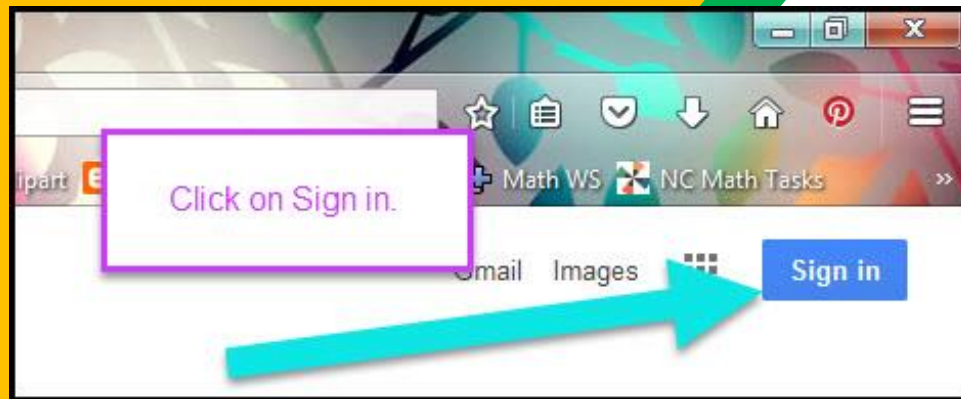 ipart Math WS NC Math Tasks »
Click on Sign in.
Gmail Images Sign in